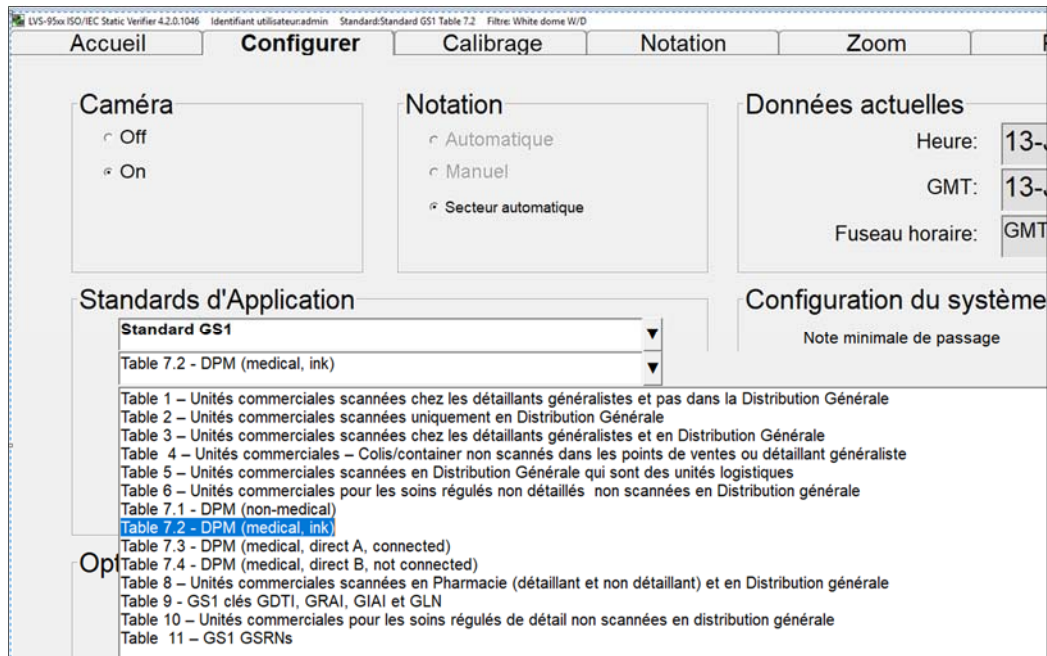 LVS-95xx ISO/IEC Static Verifier 4.2.0.1046 Identifiant utilisateur:admin Standard:Standard GS1 Table 7.2 Filtre: White dome W/D
Accueil Configurer Calibrage Notation Zoom
Caméra
Off
On
Notation
Automatique
Manuel
Secteur automatique
Données actuelles
Heure: 13-
GMT: 13-
Fuseau horaire: GMT
Standards d'Application
Standard GS1
Table 7.2 - DPM (medical, ink)
Configuration du système
Note minimale de passage
Table 1 – Unités commerciales scannées chez les détaillants généralistes et pas dans la Distribution Générale
Table 2 – Unités commerciales scannées uniquement en Distribution Générale
Table 3 – Unités commerciales scannées chez les détaillants généralistes et en Distribution Générale
Table 4 – Unités commerciales – Colis/container non scannés dans les points de ventes ou détaillant généraliste
Table 5 – Unités commerciales scannées en Distribution Générale qui sont des unités logistiques
Table 6 – Unités commerciales pour les soins régulés non détaillés non scannées en Distribution générale
Table 7.1 - DPM (non-medical)
Table 7.2 - DPM (medical, ink)
Table 7.3 - DPM (medical, direct A, connected)
Table 7.4 - DPM (medical, direct B, not connected)
Table 8 – Unités commerciales scannées en Pharmacie (détaillant et non détaillant) et en Distribution générale
Table 9 - GS1 clés GDTI, GRAI, GIAI et GLN
Table 10 – Unités commerciales pour les soins régulés de détail non scannées en distribution générale
Table 11 – GS1 GSRNs
Opt